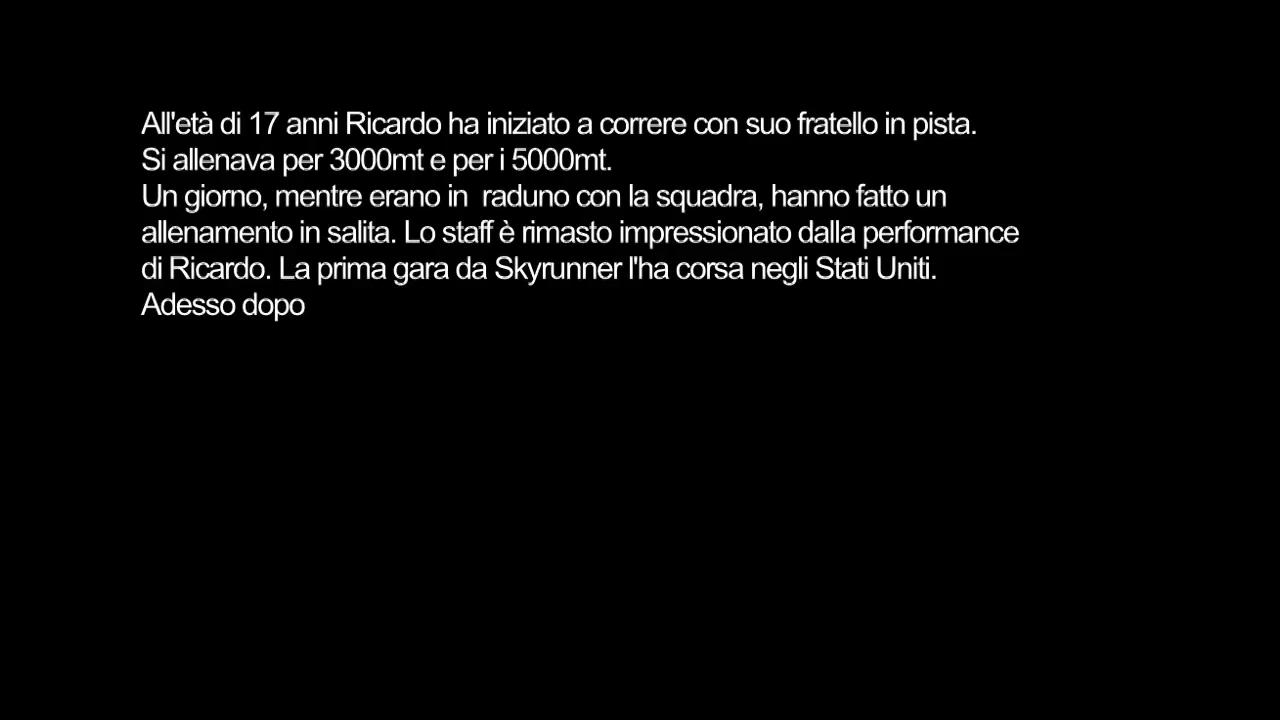 All'età di 17 anni Ricardo ha iniziato a correre con suo fratello in pista.
Si allenava per 3000mt e per i 5000mt.
Un giorno, mentre erano in  raduno con la squadra, hanno fatto un
allenamento in salita. Lo staff è rimasto impressionato dalla performance
di Ricardo. La prima gara da Skyrunner l'ha corsa negli Stati Uniti.
Adesso dopo